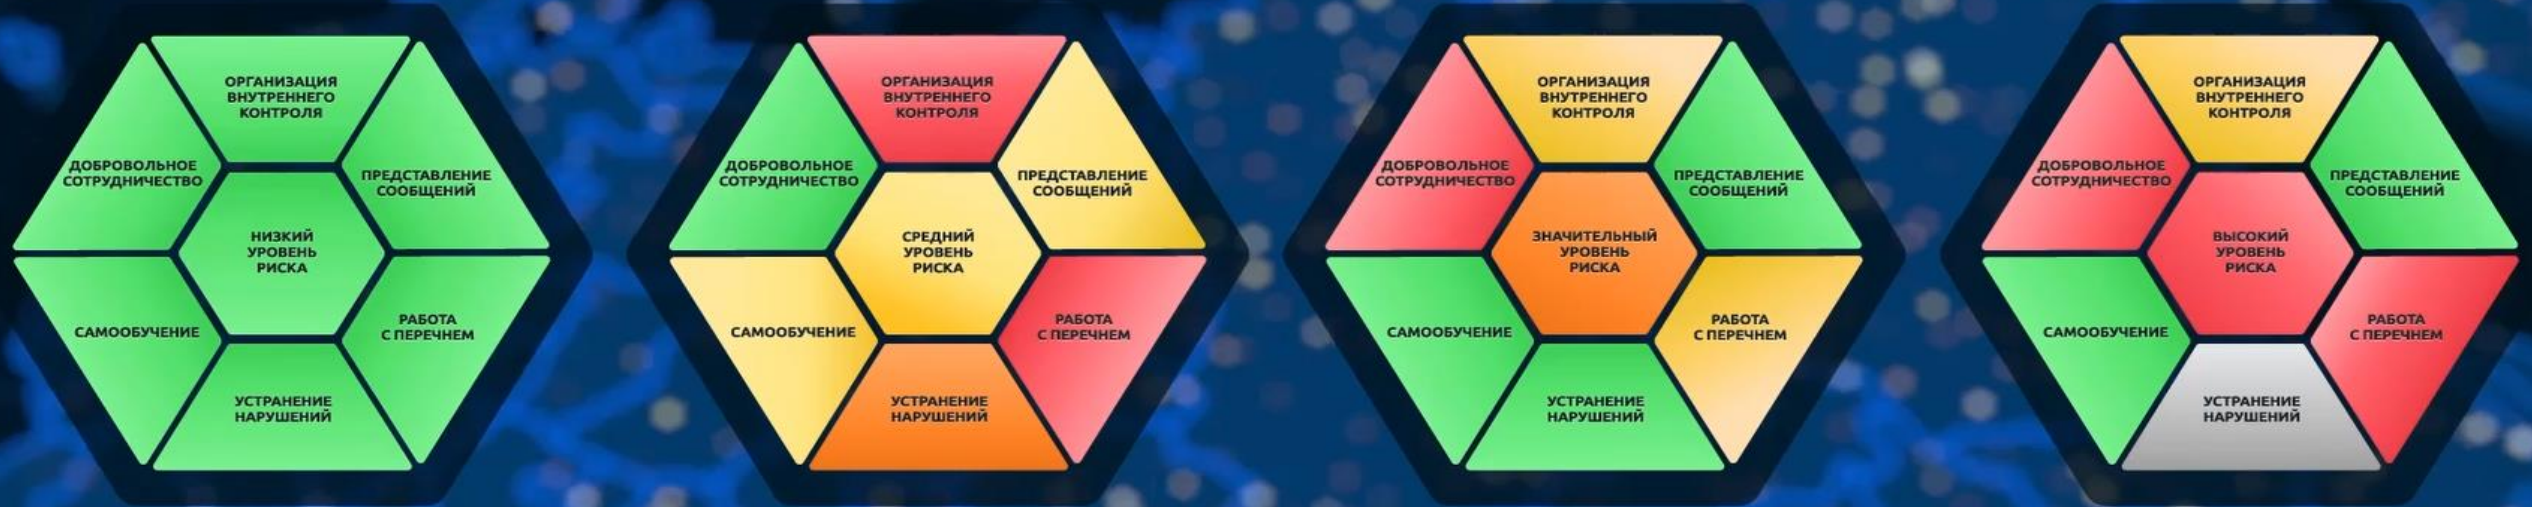 ОРГАНИЗАЦИЯ
ВНУТРЕННЕГО
КОНТРОЛЯ
ДОБРОВОЛЬНОЕ
СОТРУДНИЧЕСТВО
ПРЕДСТАВЛЕНИЕ
СООБЩЕНИЙ
НИЗКИЙ
УРОВЕНЬ
РИСКА
САМООБУЧЕНИЕ
РАБОТА
С ПЕРЕЧНЕМ
УСТРАНЕНИЕ
НАРУШЕНИЙ
ОРГАНИЗАЦИЯ
ВНУТРЕННЕГО
КОНТРОЛЯ
ДОБРОВОЛЬНОЕ
СОТРУДНИЧЕСТВО
ПРЕДСТАВЛЕНИЕ
СООБЩЕНИЙ
СРЕДНИЙ
УРОВЕНЬ
РИСКА
САМООБУЧЕНИЕ
РАБОТА
С ПЕРЕЧНЕМ
УСТРАНЕНИЕ
НАРУШЕНИЙ
ОРГАНИЗАЦИЯ
ВНУТРЕННЕГО
КОНТРОЛЯ
ДОБРОВОЛЬНОЕ
СОТРУДНИЧЕСТВО
ПРЕДСТАВЛЕНИЕ
СООБЩЕНИЙ
ЗНАЧИТЕЛЬНЫЙ
УРОВЕНЬ
РИСКА
САМООБУЧЕНИЕ
РАБОТА
С ПЕРЕЧНЕМ
УСТРАНЕНИЕ
НАРУШЕНИЙ
ОРГАНИЗАЦИЯ
ВНУТРЕННЕГО
КОНТРОЛЯ
ДОБРОВОЛЬНОЕ
СОТРУДНИЧЕСТВО
ПРЕДСТАВЛЕНИЕ
СООБЩЕНИЙ
ВЫСОКИЙ
УРОВЕНЬ
РИСКА
САМООБУЧЕНИЕ
РАБОТА
С ПЕРЕЧНЕМ
УСТРАНЕНИЕ
НАРУШЕНИЙ